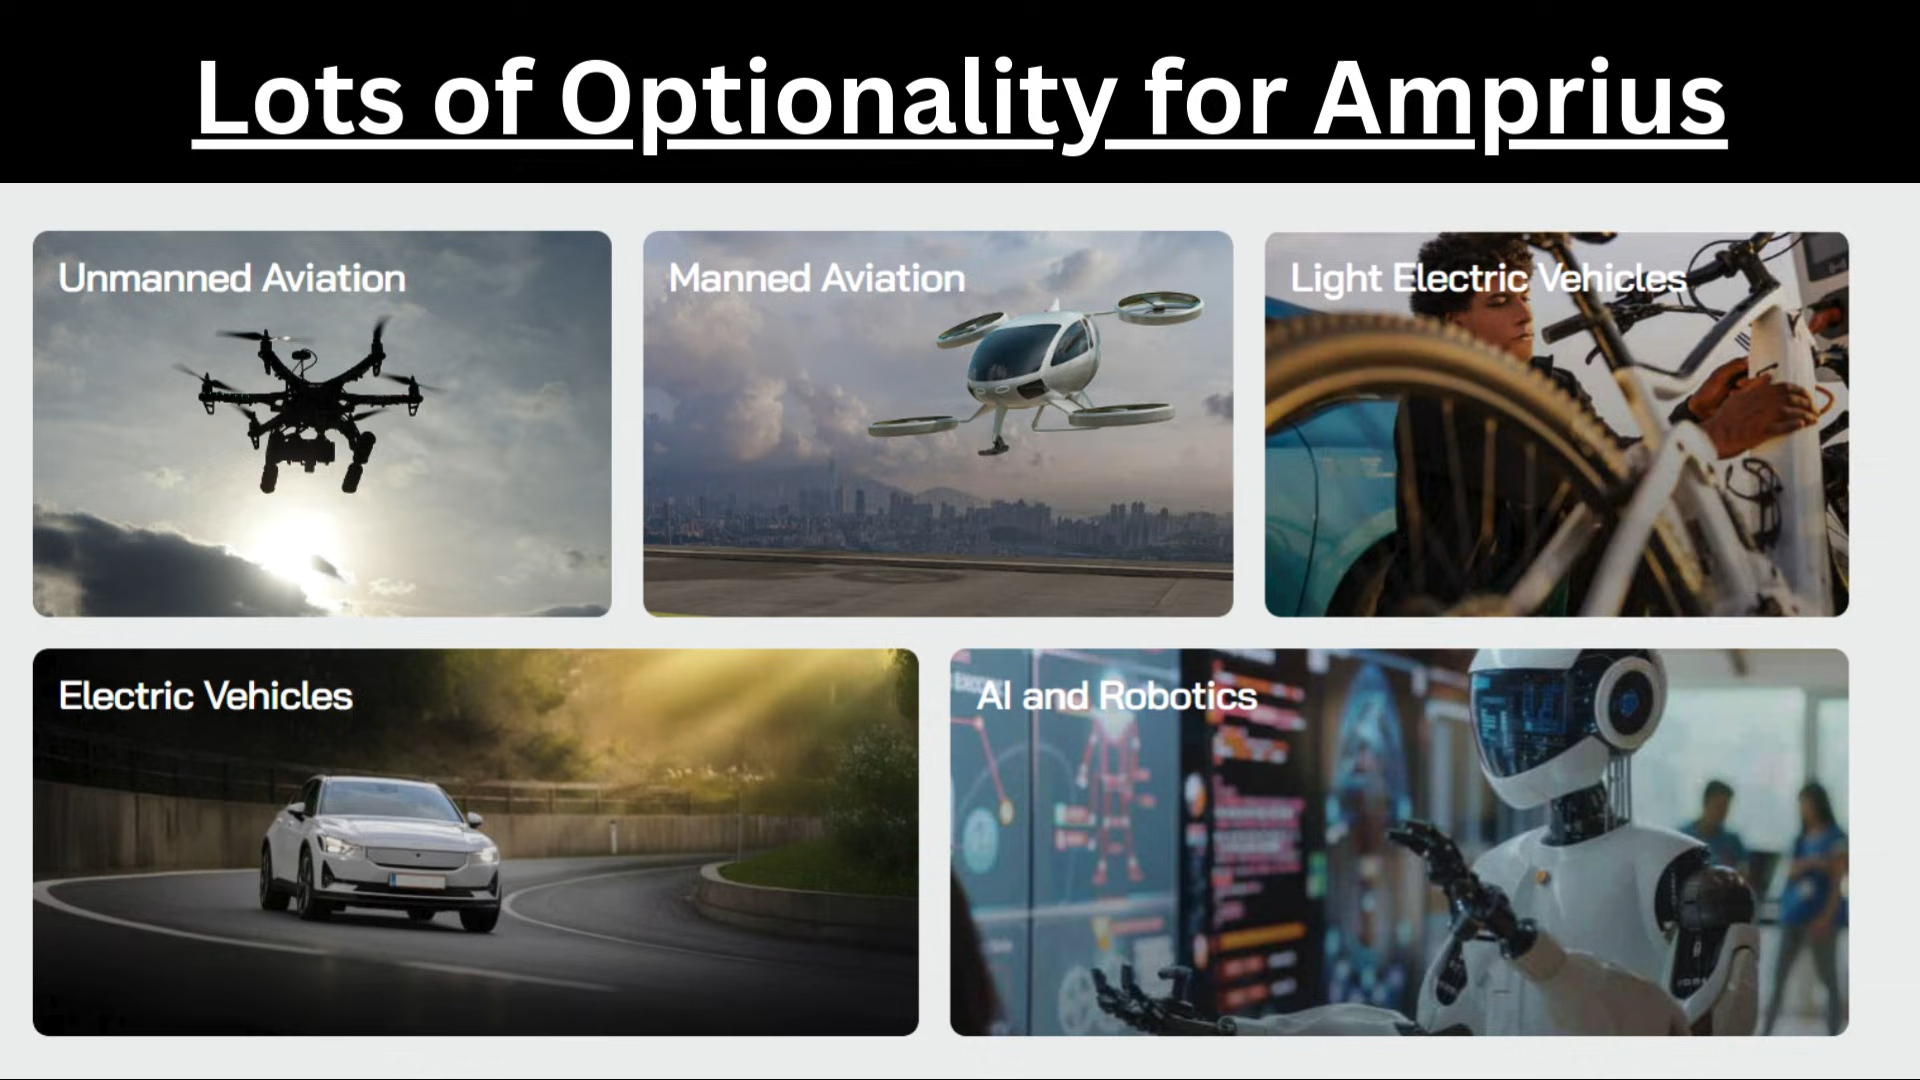 Lots of Optionality for Amprius
Unmanned Aviation
Manned Aviation
Light Electric Vehicles
Electric Vehicles
AI and Robotics